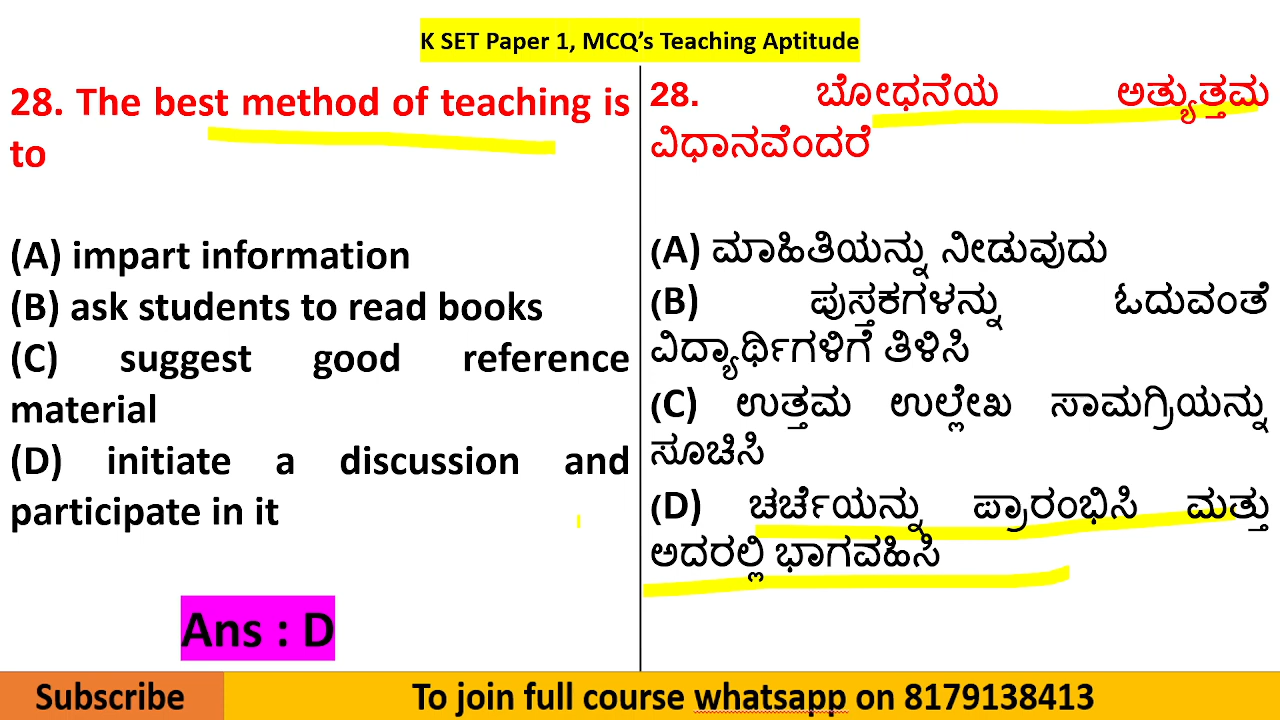 K SET Paper 1, MCQ’s Teaching Aptitude
28. The best method of teaching is
to
(A) impart information
(B) ask students to read books
(C) suggest good reference
material
(D) initiate a discussion and
participate in it
Ans : D
28. ಬೋಧನೆಯ ಅತ್ಯುತ್ತಮ
ವಿಧಾನವೆಂದರೆ
(A) ಮಾಹಿತಿಯನ್ನು ನೀಡುವುದು
(B) ಪುಸ್ತಕಗಳನ್ನು ಓದುವಂತೆ
ವಿದ್ಯಾರ್ಥಿಗಳಿಗೆ ತಿಳಿಸಿ
(C) ಉತ್ತಮ ಉಲ್ಲೇಖ ಸಾಮಗ್ರಿಯನ್ನು
ಸೂಚಿಸಿ
(D) ಚರ್ಚೆಯನ್ನು ಪ್ರಾರಂಭಿಸಿ ಮತ್ತು
ಅದರಲ್ಲಿ ಭಾಗವಹಿಸಿ
Subscribe
To join full course whatsapp on 8179138413